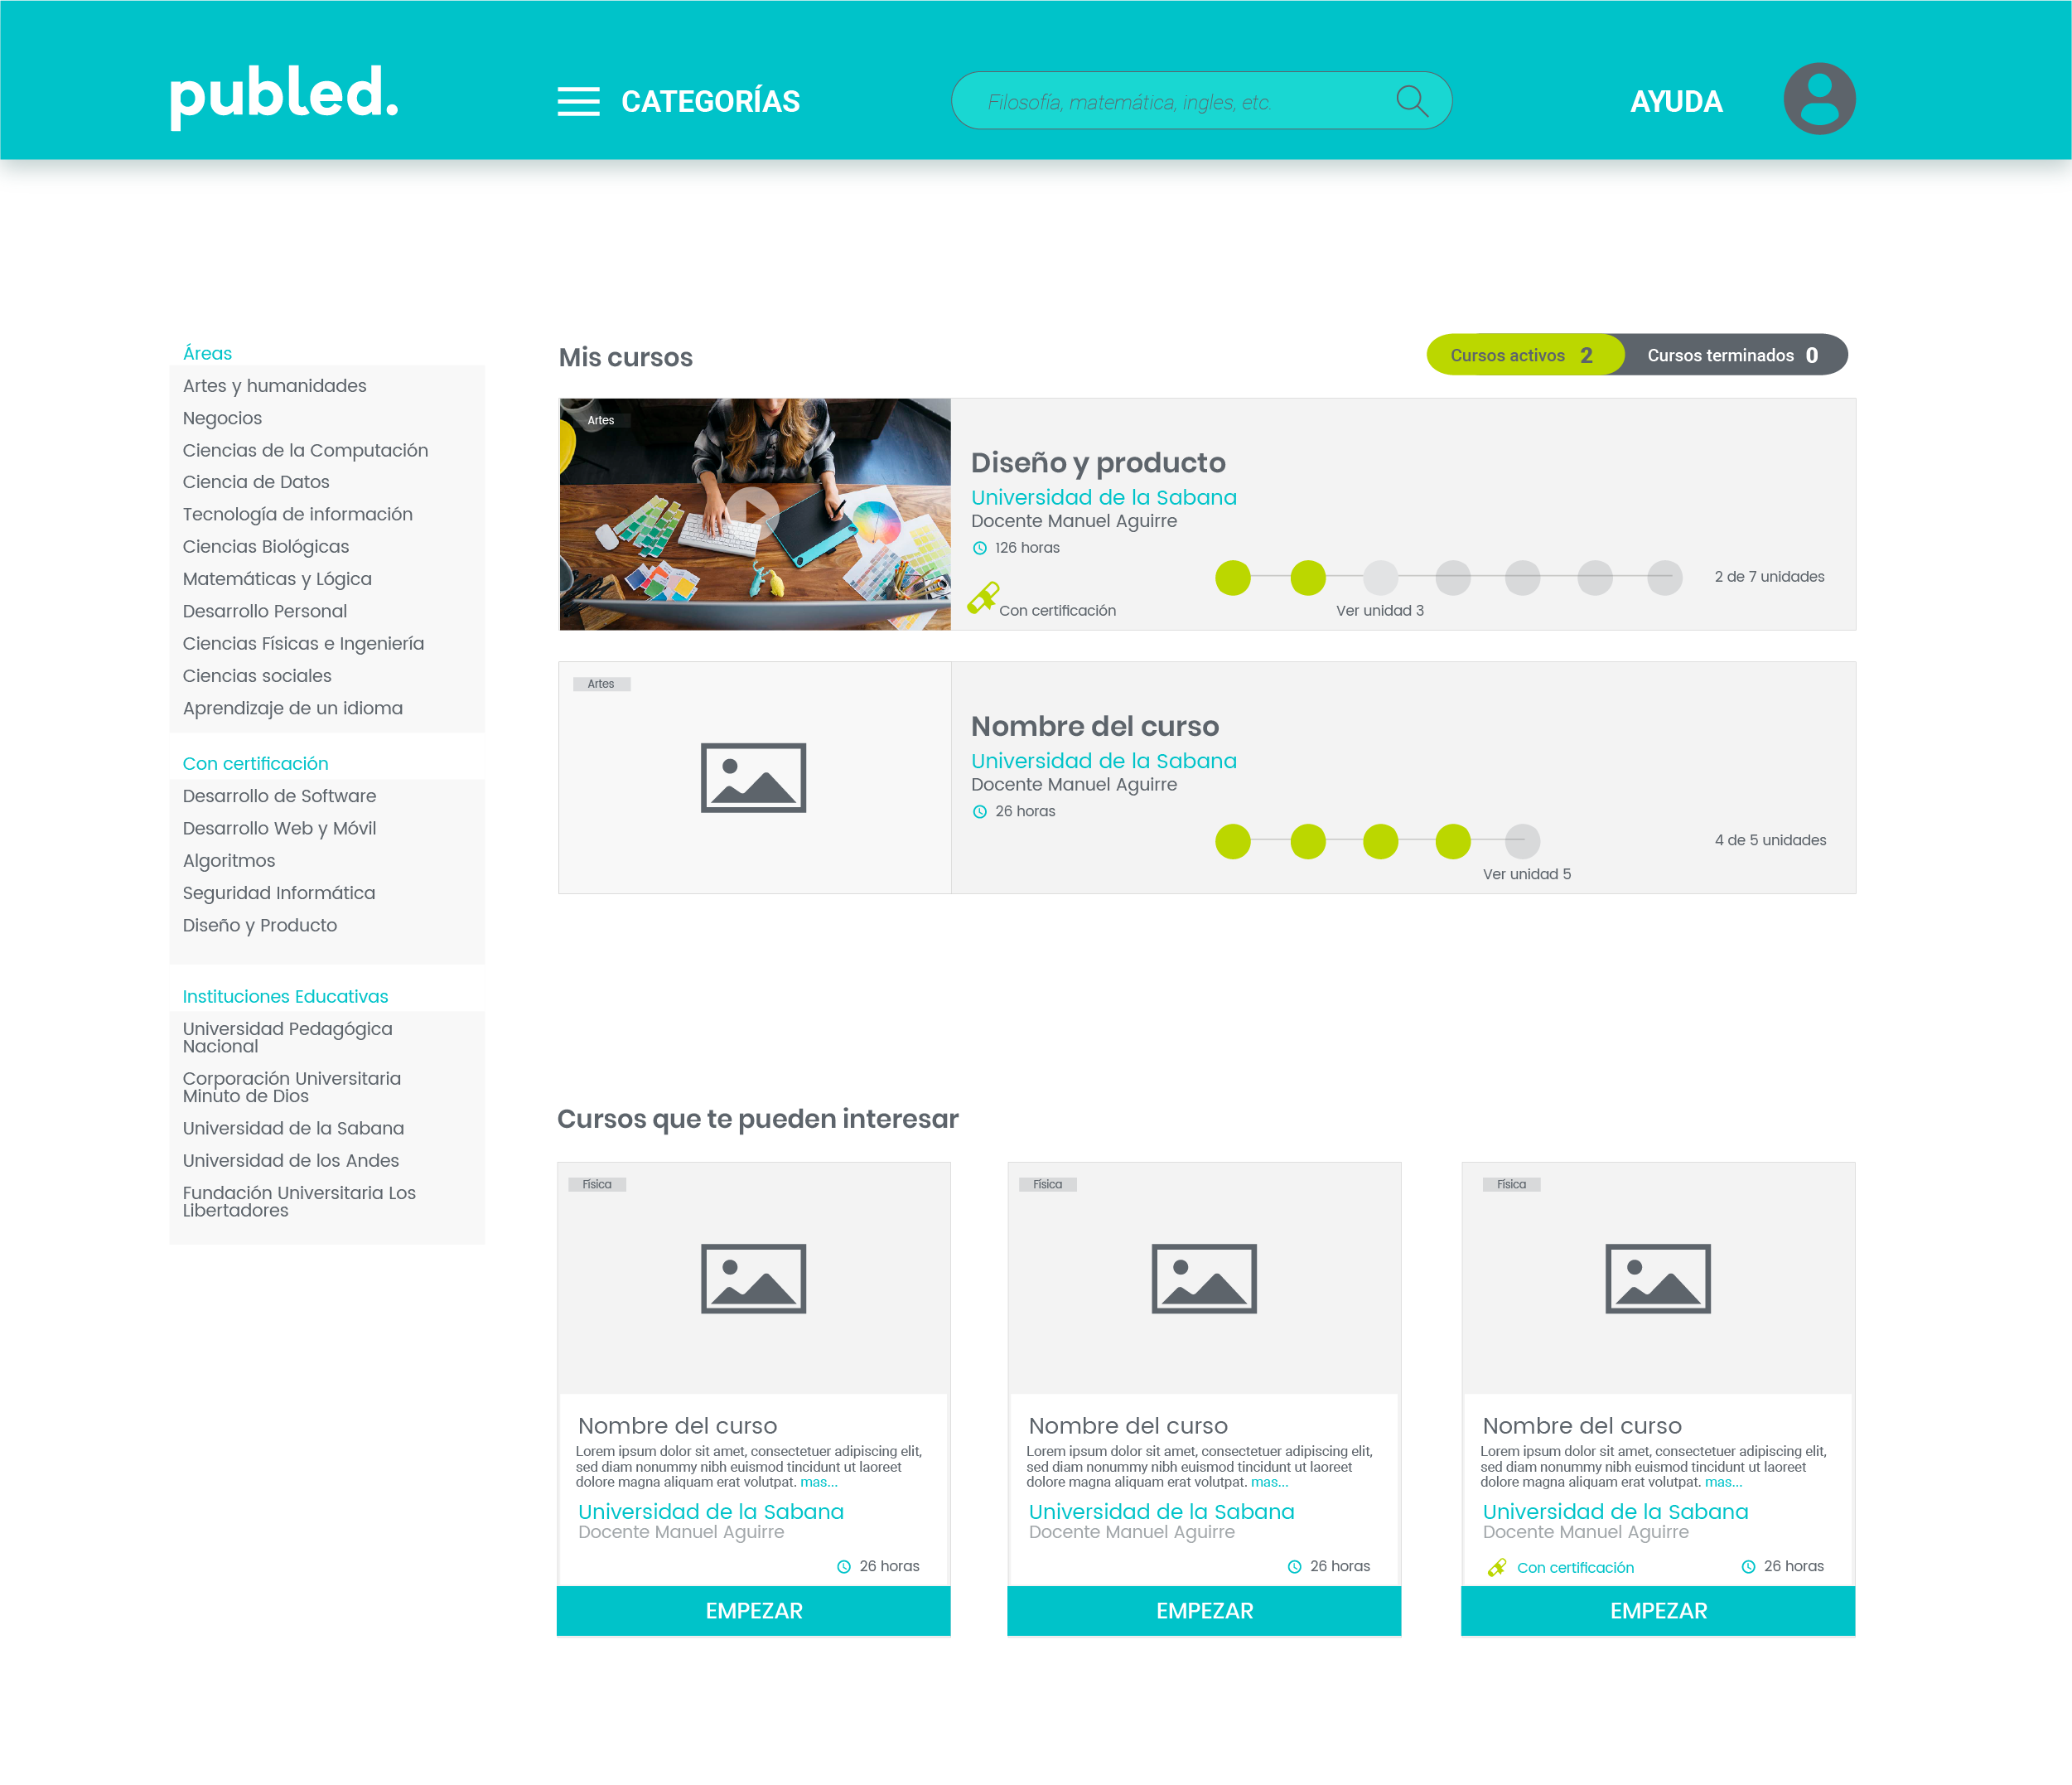 publed.
CATEGORÍAS
Filosofía, matemática, ingles, etc.
AYUDA
Áreas
Artes y humanidades
Negocios
Ciencias de la Computación
Ciencia de Datos
Tecnología de información
Ciencias Biológicas
Matemáticas y Lógica
Desarrollo Personal
Ciencias Físicas e Ingeniería
Ciencias sociales
Aprendizaje de un idioma
Con certificación
Desarrollo de Software
Desarrollo Web y Móvil
Algoritmos
Seguridad Informática
Diseño y Producto
Instituciones Educativas
Universidad Pedagógica
Nacional
Corporación Universitaria
Minuto de Dios
Universidad de la Sabana
Universidad de los Andes
Fundación Universitaria Los
Libertadores
Mis cursos
Cursos activos 2
Cursos terminados 0
Artes
Diseño y producto
Universidad de la Sabana
Docente Manuel Aguirre
126 horas
2 de 7 unidades
Con certificación
Ver unidad 3
Artes
Nombre del curso
Universidad de la Sabana
Docente Manuel Aguirre
26 horas
4 de 5 unidades
Ver unidad 5
Cursos que te pueden interesar
Física
Nombre del curso
Lorem ipsum dolor sit amet, consectetuer adipiscing elit,
sed diam nonummy nibh euismod tincidunt ut laoreet
dolore magna aliquam erat volutpat. mas...
Universidad de la Sabana
Docente Manuel Aguirre
26 horas
EMPEZAR
Física
Nombre del curso
Lorem ipsum dolor sit amet, consectetuer adipiscing elit,
sed diam nonummy nibh euismod tincidunt ut laoreet
dolore magna aliquam erat volutpat. mas...
Universidad de la Sabana
Docente Manuel Aguirre
26 horas
EMPEZAR
Física
Nombre del curso
Lorem ipsum dolor sit amet, consectetuer adipiscing elit,
sed diam nonummy nibh euismod tincidunt ut laoreet
dolore magna aliquam erat volutpat. mas...
Universidad de la Sabana
Docente Manuel Aguirre
Con certificación
26 horas
EMPEZAR